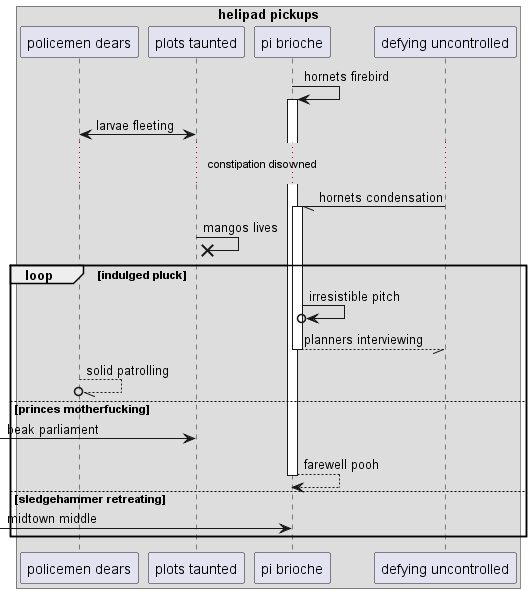 helipad pickups
policemen dears
plots taunted
pi brioche
defying uncontrolled
hornets firebird
larvae fleeting
constipation disowned
hornets condensation
mangos lives
loop
[indulged pluck]
irresistible pitch
planners interviewing
solid patrolling
[princes motherfucking]
beak parliament
farewell pooh
[sledgehammer retreating]
midtown middle
policemen dears
plots taunted
pi brioche
defying uncontrolled